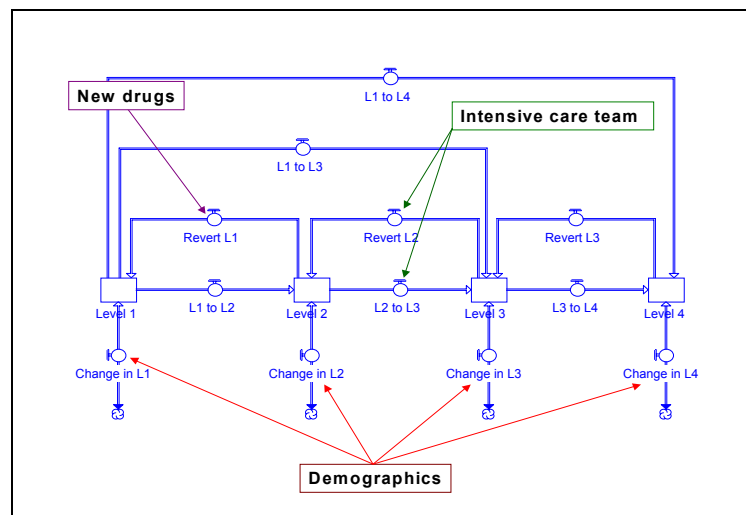 L1 to L4
New drugs
Intensive care team
L1 to L3
Revert L1
Revert L2
Revert L3
Level 1
L1 to L2
Level 2
L2 to L3
Level 3
L3 to L4
Level 4
Change in L1
Change in L2
Change in L3
Change in L4
Demographics